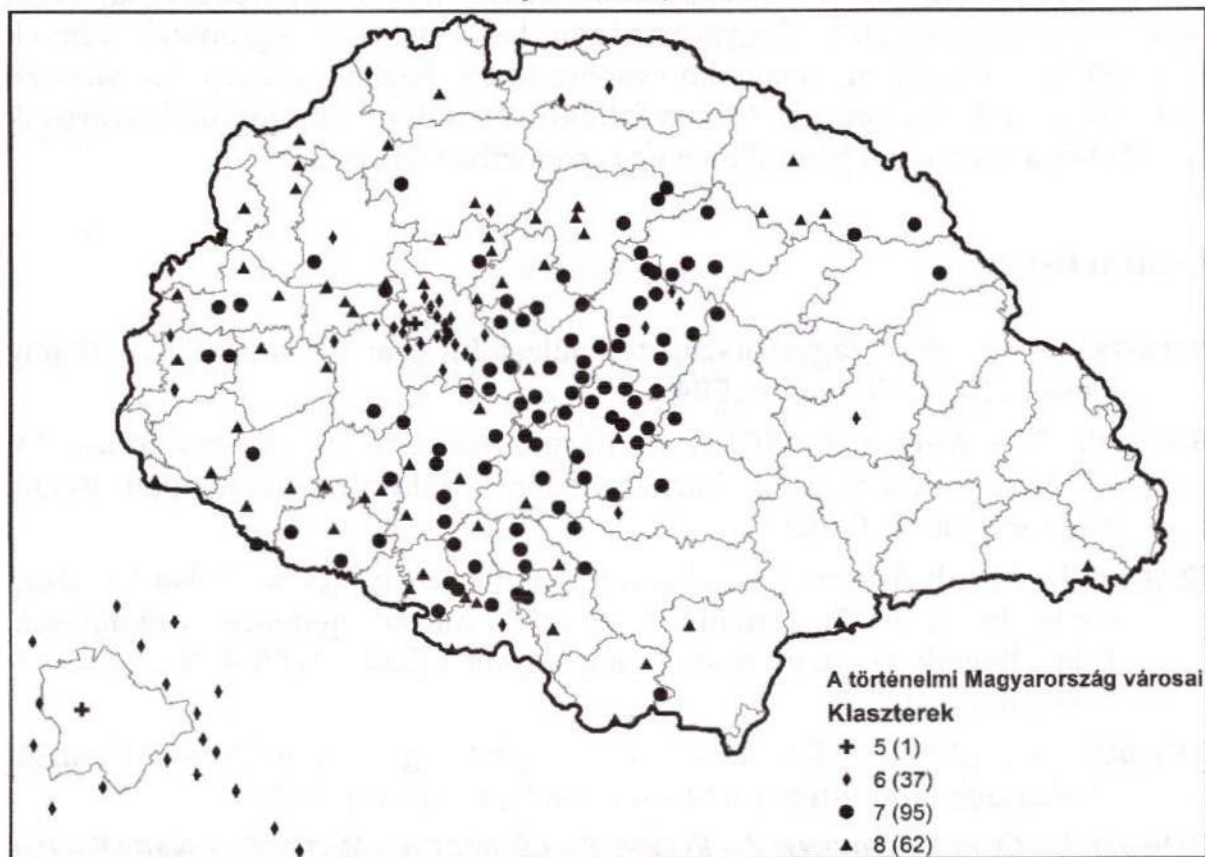 A történelmi Magyarország városai
Klaszterek
5 (1)
6 (37)
7 (95)
8 (62)